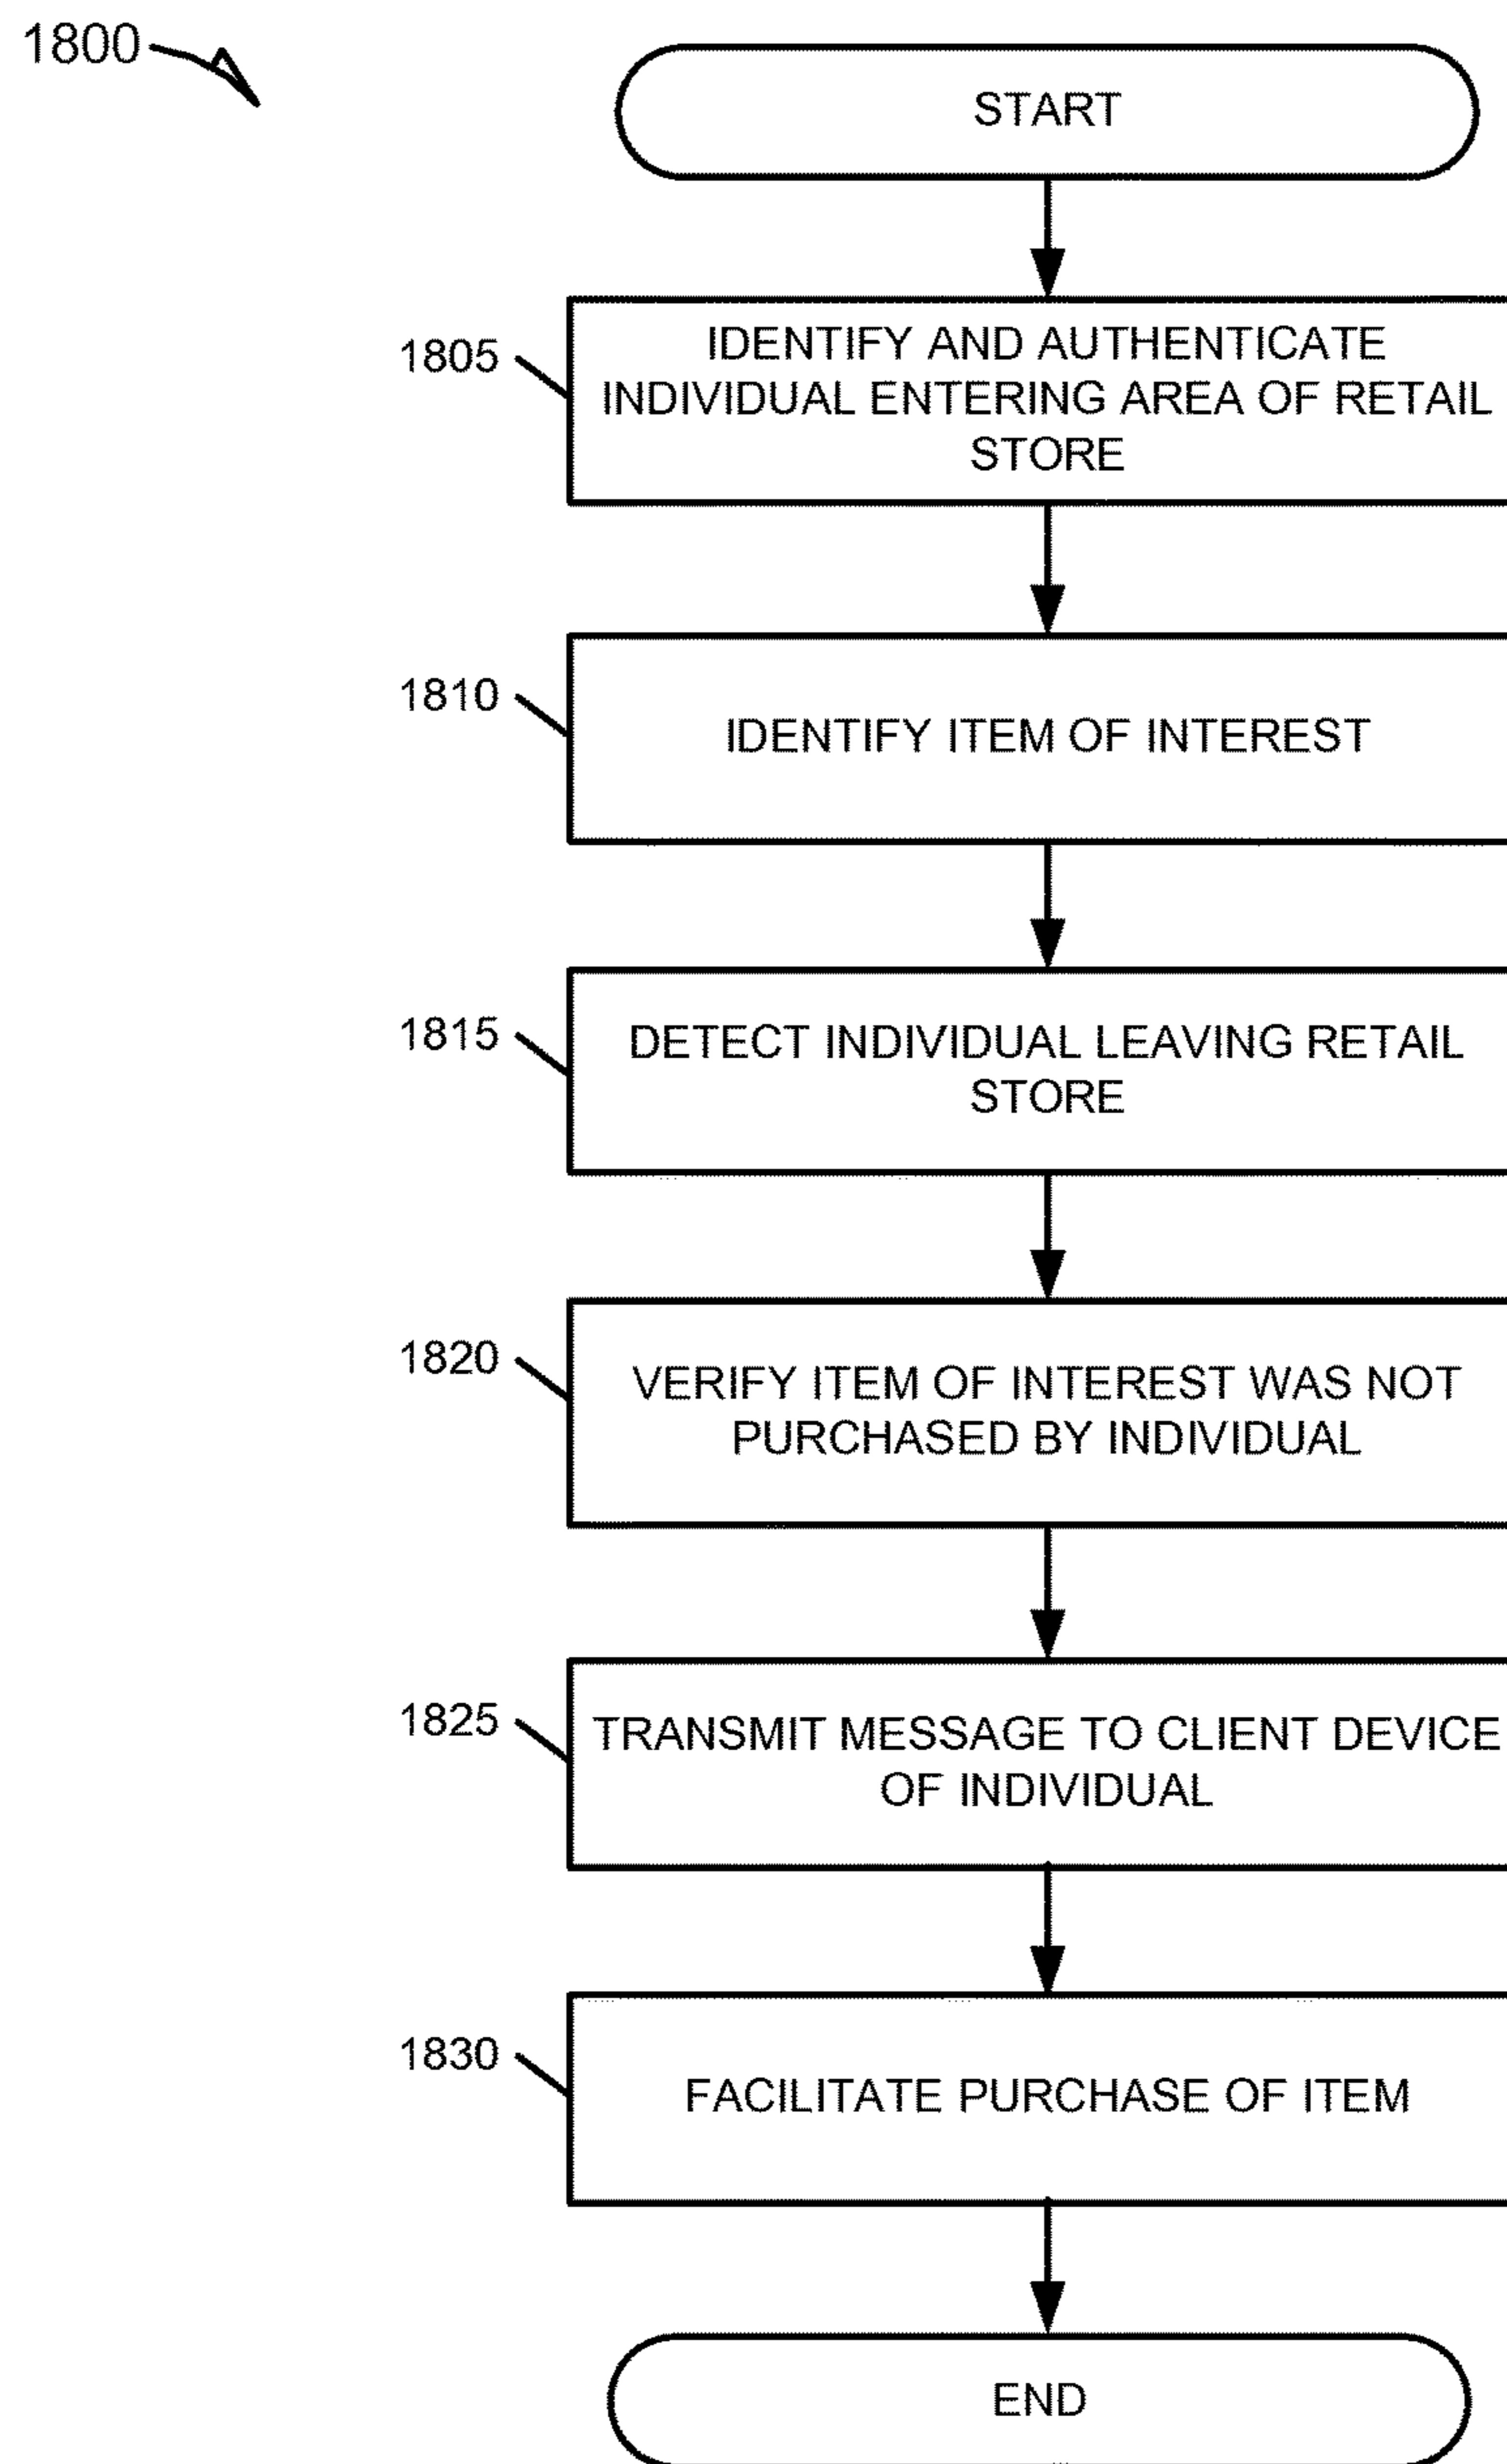 1800
START
1805
IDENTIFY AND AUTHENTICATE
INDIVIDUAL ENTERING AREA OF RETAIL
STORE
1810
IDENTIFY ITEM OF INTEREST
1815
DETECT INDIVIDUAL LEAVING RETAIL
STORE
1820
VERIFY ITEM OF INTEREST WAS NOT
PURCHASED BY INDIVIDUAL
1825
TRANSMIT MESSAGE TO CLIENT DEVICE
OF INDIVIDUAL
1830
FACILITATE PURCHASE OF ITEM
END